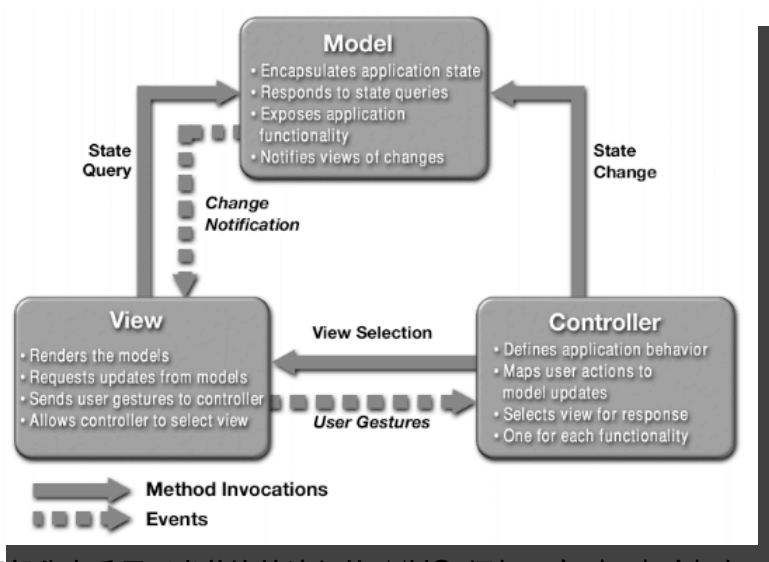 Model
• Encapsulates application state
• Responds to state queries
• Exposes application
functionality
• Notifies views of changes
State
Query
State
Change
Change
Notification
View
• Renders the models
• Requests updates from models
• Sends user gestures to controller
• Allows controller to select view
View Selection
User Gestures
Controller
• Defines application behavior
• Maps user actions to
model updates
• Selects view for response
• One for each functionality
Method Invocations
Events